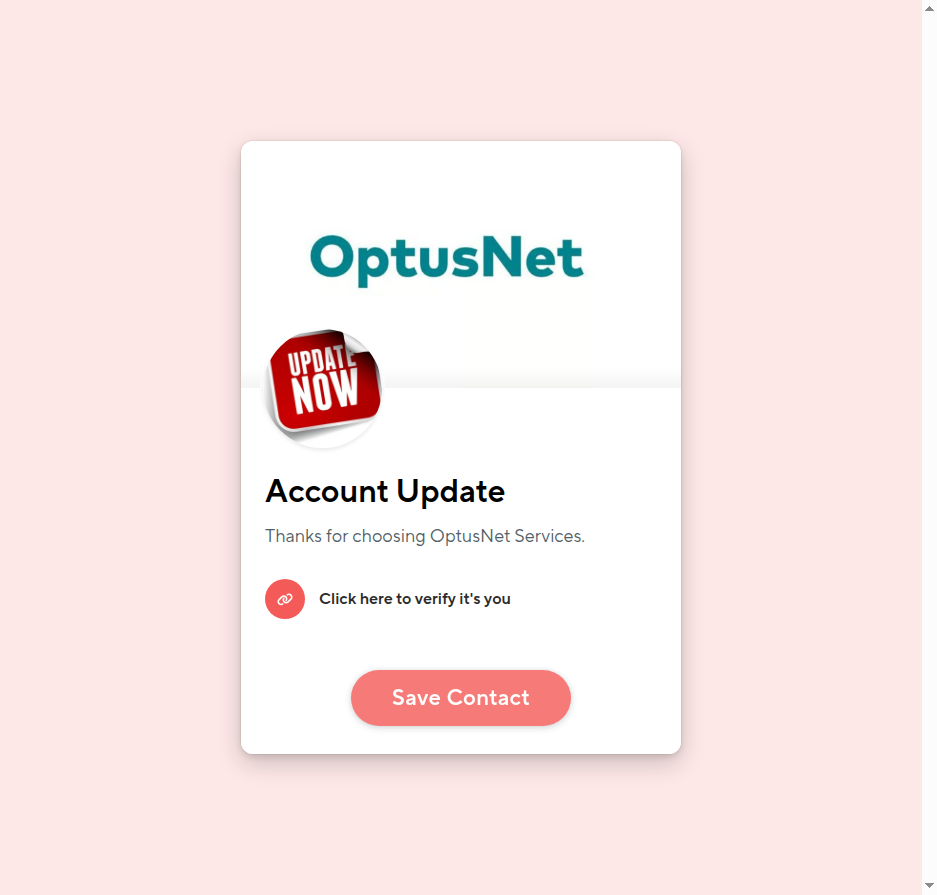 OptusNet
UPDATE
NOW
Account Update
Thanks for choosing OptusNet Services.
Click here to verify it's you
Save Contact